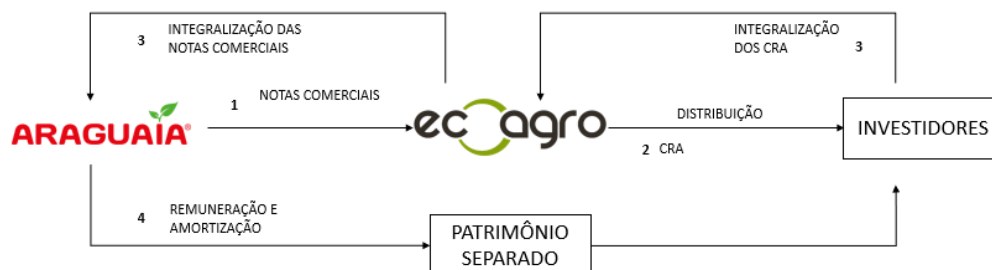 3 INTEGRALIZAÇÃO DAS
NOTAS COMERCIAIS
INTEGRALIZAÇÃO
DOS CRA 3
1 NOTAS COMERCIAIS
ARAGUAIA®
ecoagro
DISTRIBUIÇÃO
2 CRA
INVESTIDORES
4 REMUNERAÇÃO E
AMORTIZAÇÃO
PATRIMÔNIO
SEPARADO